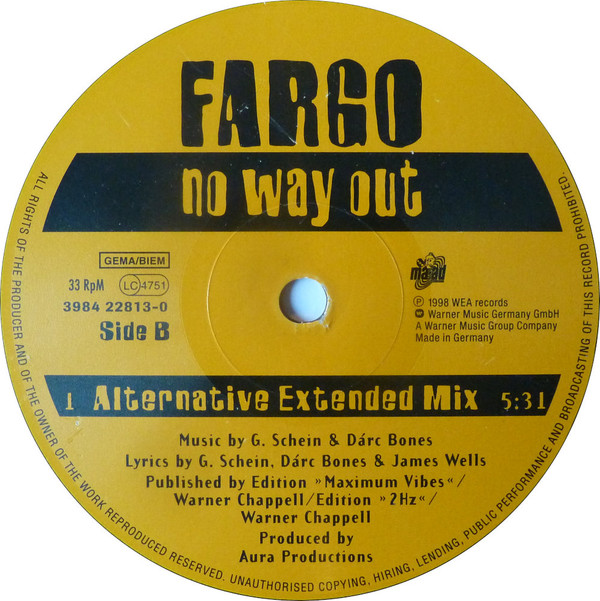 FARGO
no way out
GEMA/BIEM
33 RpM
LC 4751
3984 22813-0
Side B
maad
℗ 1998 WEA records
Warner Music Germany GmbH
A Warner Music Group Company
Made in Germany
1 Alternative Extended Mix 5:31
Music by G. Schein & Dárc Bones
Lyrics by G. Schein, Dárc Bones & James Wells
Published by Edition »Maximum Vibes«/
Warner Chappell/Edition »2Hz«/
Warner Chappell
Produced by
Aura Productions
ALL RIGHTS OF THE PRODUCER AND OF THE OWNER OF THE WORK REPRODUCED RESERVED. UNAUTHORISED COPYING, HIRING, LENDING, PUBLIC PERFORMANCE AND BROADCASTING OF THIS RECORD PROHIBITED.